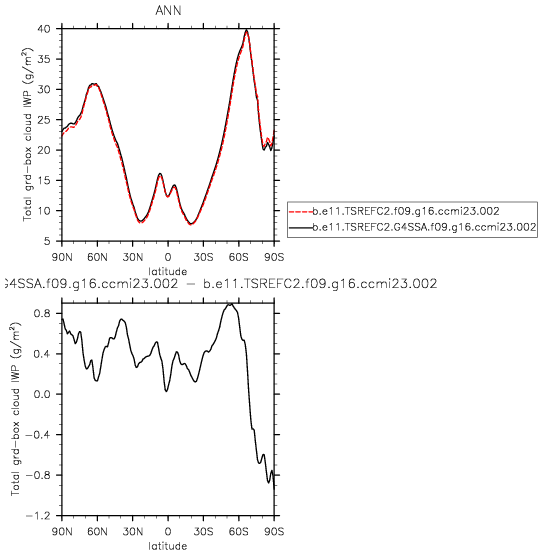 ANN
Total grd-box cloud IWP (g/m²)
40
35
30
25
20
15
10
5
90N 60N 30N 0 30S 60S 90S
latitude
b.e11.TSREFC2.f09.g16.ccmi23.002
b.e11.TSREFC2.G4SSA.f09.g16.ccmi23.002
4SSA.f09.g16.ccmi23.002 − b.e11.TSREFC2.f09.g16.ccmi23.002
Total grd-box cloud IWP (g/m²)
0.8
0.4
0.0
−0.4
−0.8
−1.2
90N 60N 30N 0 30S 60S 90S
latitude